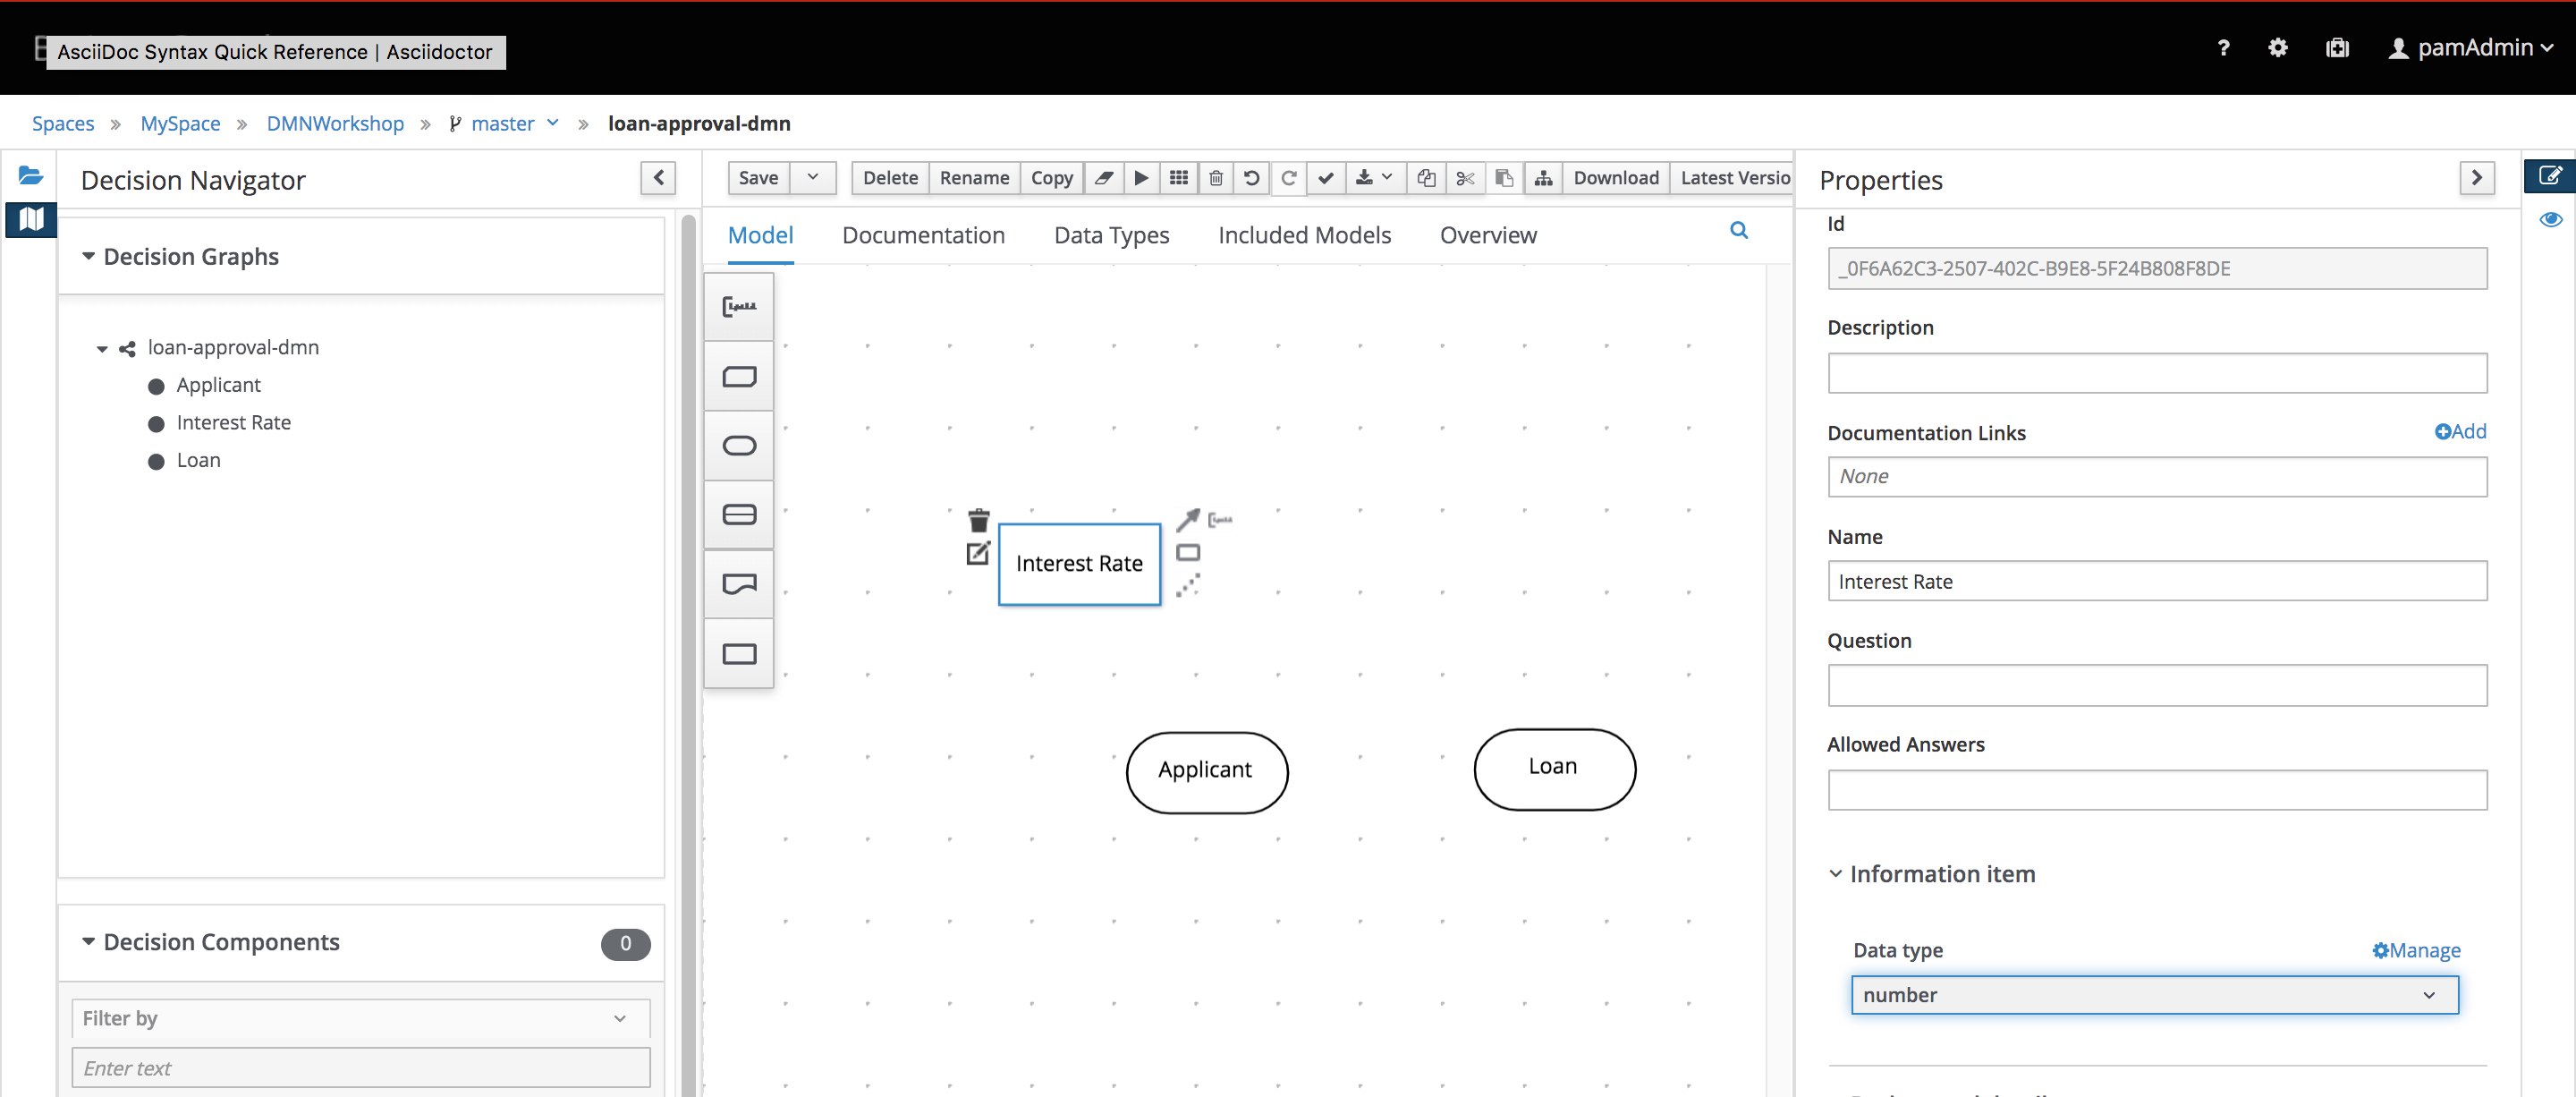 AsciiDoc Syntax Quick Reference | Asciidoctor
? pamAdmin
Spaces » MySpace » DMNWorkshop » master » loan-approval-dmn
Decision Navigator
Decision Graphs
loan-approval-dmn
Applicant
Interest Rate
Loan
Decision Components 0
Filter by
Enter text
Save Delete Rename Copy Download Latest Versio
Model Documentation Data Types Included Models Overview
Interest Rate
Applicant
Loan
Properties
Id
_0F6A62C3-2507-402C-B9E8-5F24B808F8DE
Description
Documentation Links Add
None
Name
Interest Rate
Question
Allowed Answers
Information item
Data type Manage
number